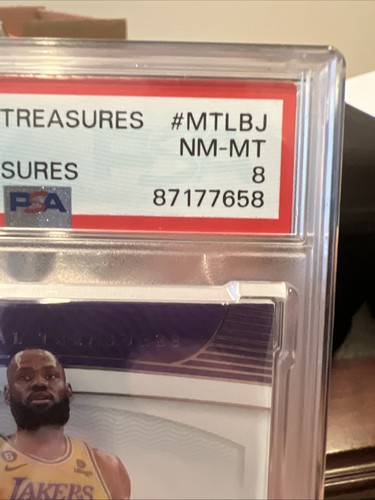 TREASURES #MTLBJ
NM-MT
SURES 8
PSA 87177658
LAKERS